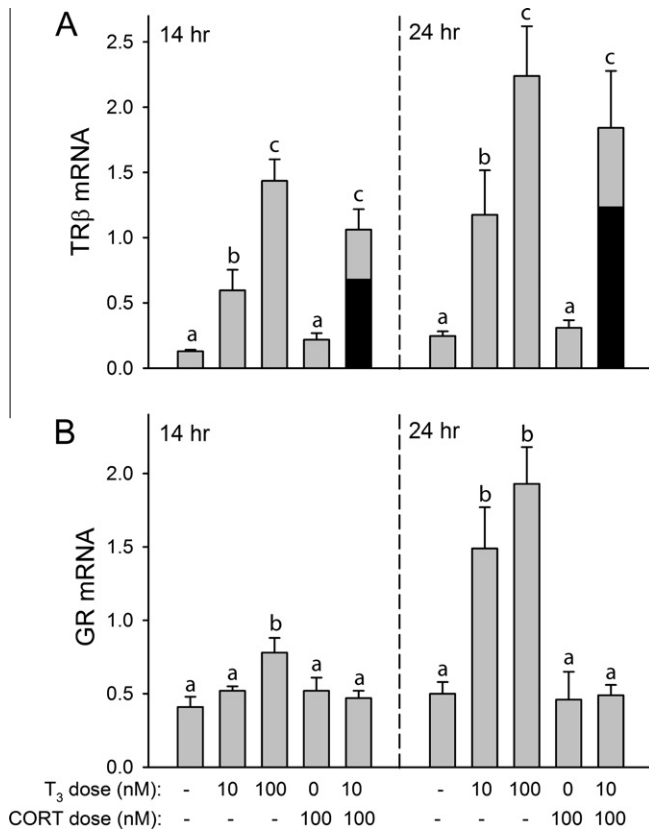 A
14 hr
24 hr
TRβ mRNA
2.5
2.0
1.5
1.0
0.5
0.0
a b c a c
a b c a c
B
14 hr
24 hr
GR mRNA
2.0
1.5
1.0
0.5
0.0
a a b a a
a b b a a
T3 dose (nM): - 10 100 0 10 - 10 100 0 10
CORT dose (nM): - - - 100 100 - - - 100 100